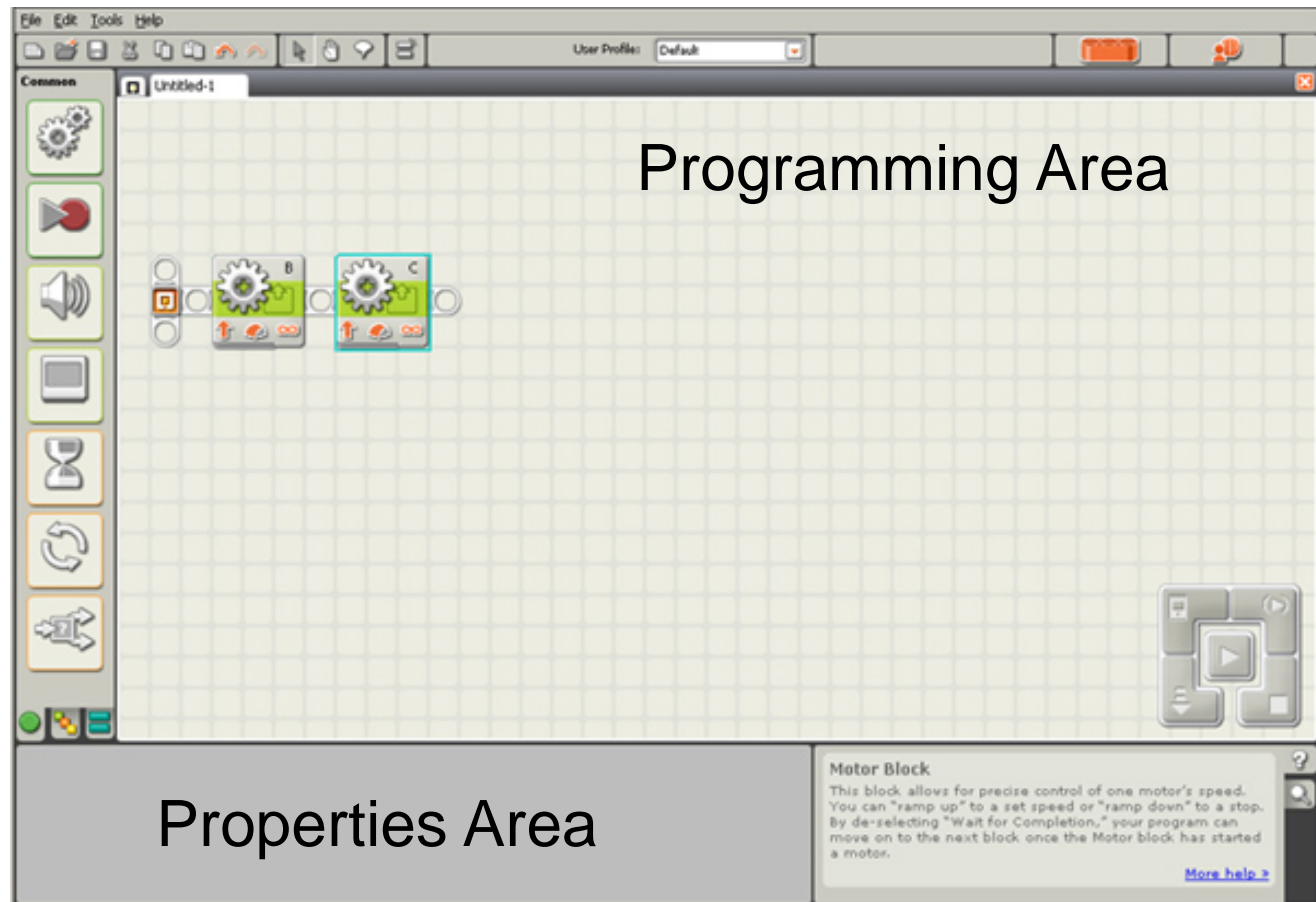 File Edit Tools Help
User Profile: Default
Common
Untitled-1
Programming Area
B C
Properties Area
Motor Block
This block allows for precise control of one motor's speed.
You can "ramp up" to a set speed or "ramp down" to a stop.
By de-selecting "Wait for Completion," your program can
move on to the next block once the Motor block has started
a motor.
More help »